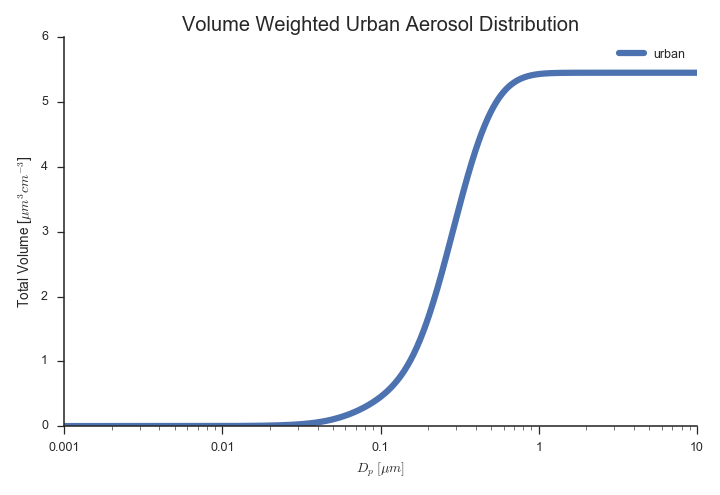 Volume Weighted Urban Aerosol Distribution
urban
6
5
4
3
2
1
0
Total Volume [μm³cm⁻³]
0.001 0.01 0.1 1 10
D_p [μm]